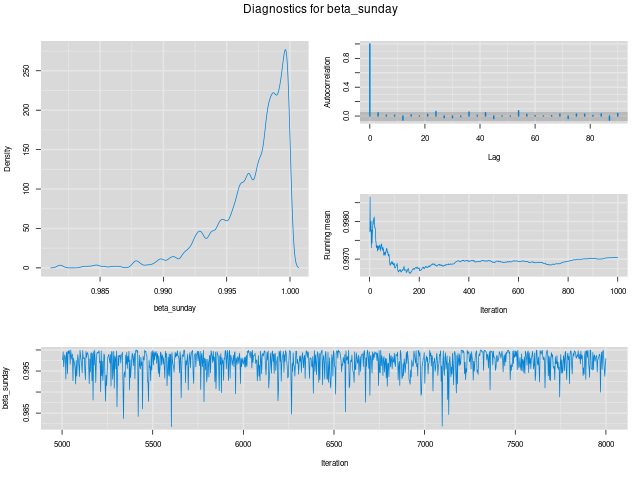 Diagnostics for beta_sunday
Density
0 50 100 150 200 250
0.985 0.990 0.995 1.000
beta_sunday
Autocorrelation
0.0 0.4 0.8
0 20 40 60 80
Lag
Running mean
0.9970 0.9980
0 200 400 600 800 1000
Iteration
beta_sunday
0.985 0.995
5000 5500 6000 6500 7000 7500 8000
Iteration